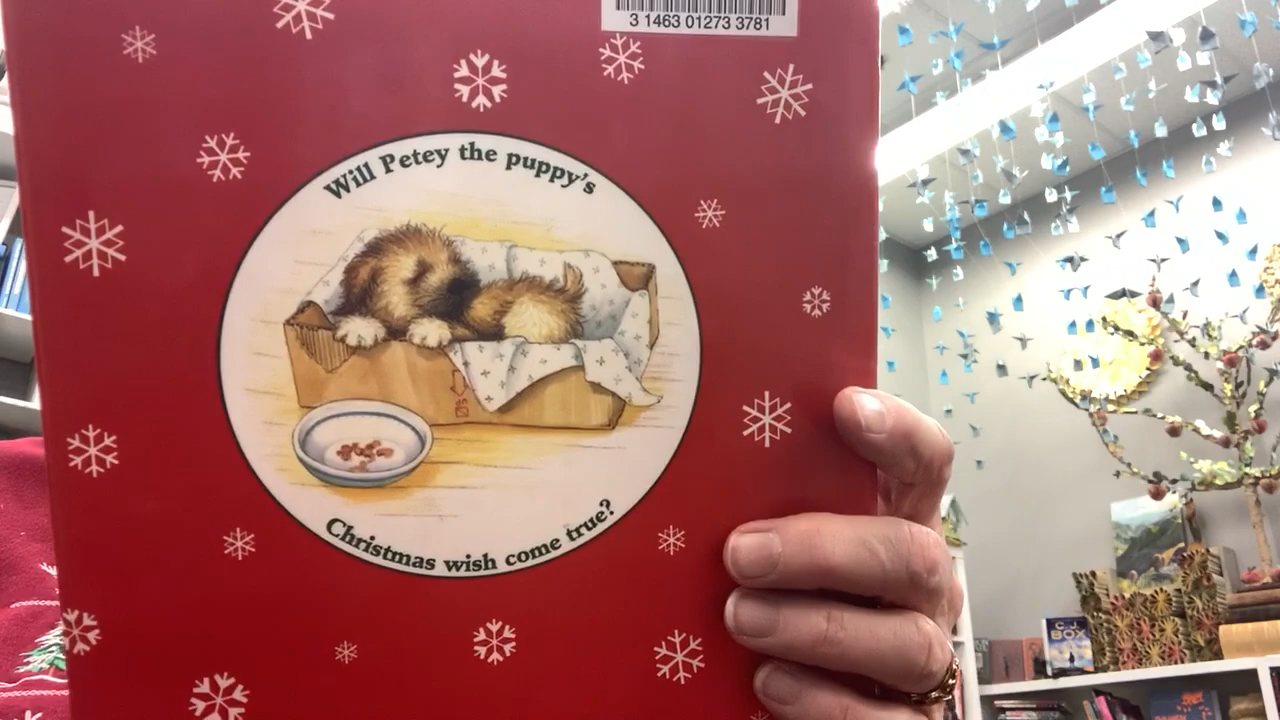 3 1463 01273 3781
Will Petey the puppy's
Christmas wish come true?
C.J.
BOX